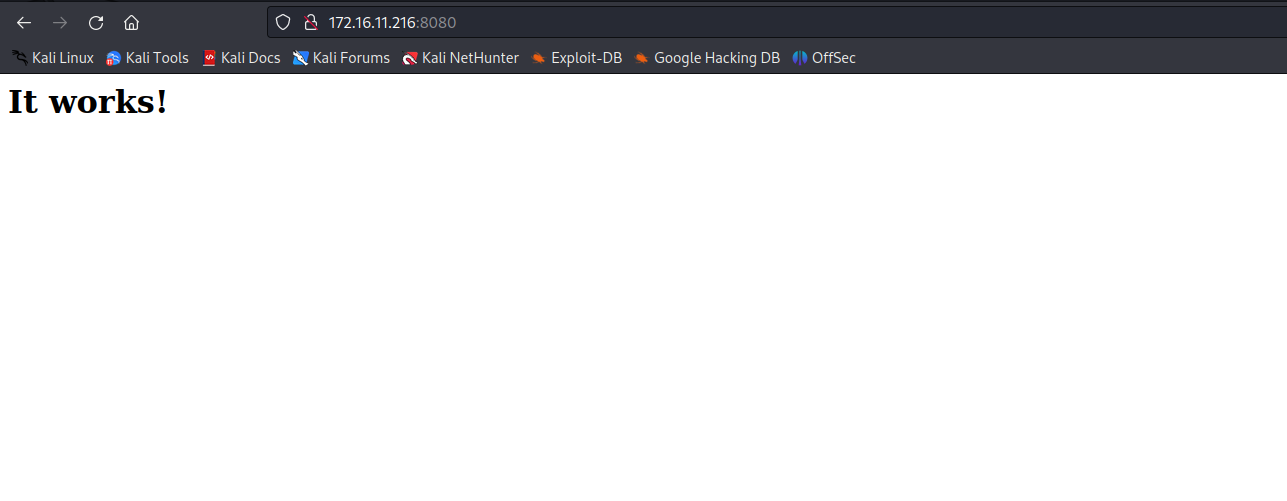 172.16.11.216:8080
Kali Linux Kali Tools Kali Docs Kali Forums Kali NetHunter Exploit-DB Google Hacking DB OffSec
It works!